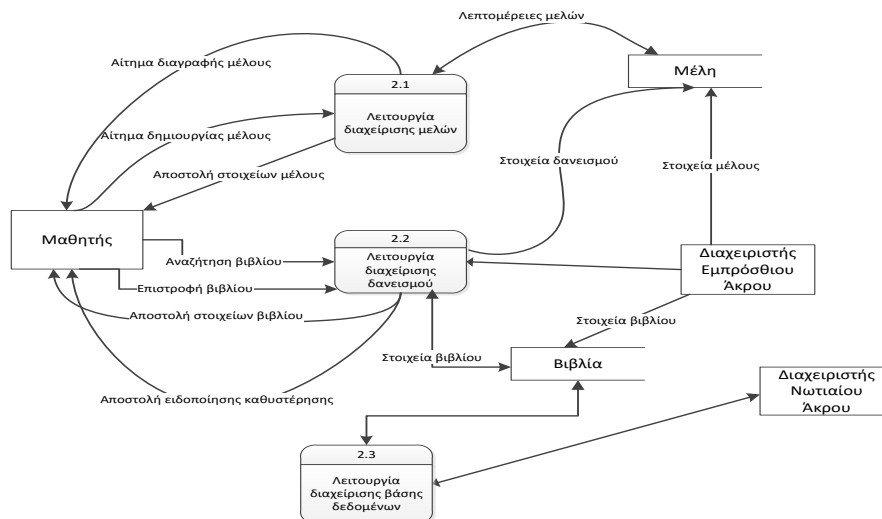 Λεπτομέρειες μελών
Αίτημα διαγραφής μέλους
Μέλη
2.1
Λειτουργία
διαχείρισης μελών
Αίτημα δημιουργίας μέλους
Στοιχεία δανεισμού
Στοιχεία μέλους
Αποστολή στοιχείων μέλους
Μαθητής
2.2
Λειτουργία
διαχείρισης
δανεισμού
Αναζήτηση βιβλίου
Διαχειριστής
Εμπρόσθιου
Άκρου
Επιστροφή βιβλίου
Αποστολή στοιχείων βιβλίου
Στοιχεία βιβλίου
Στοιχεία βιβλίου
Βιβλία
Διαχειριστής
Νωτιαίου
Άκρου
Αποστολή ειδοποίησης καθυστέρησης
2.3
Λειτουργία
διαχείρισης βάσης
δεδομένων